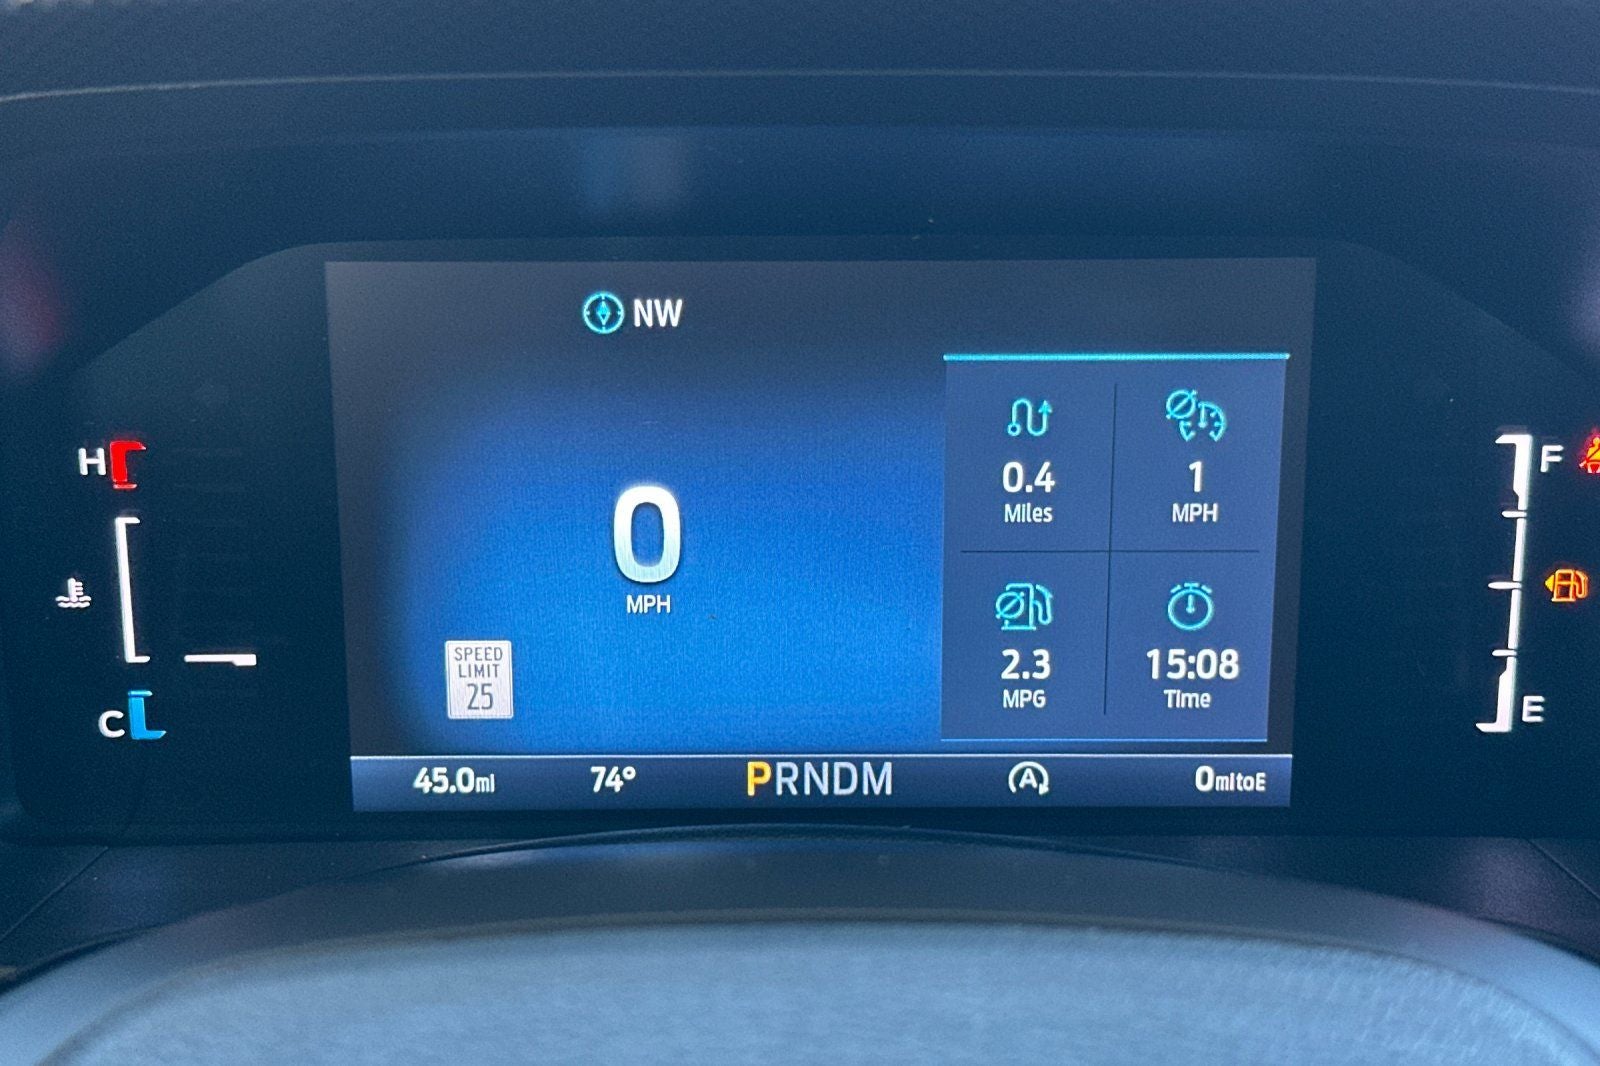 NW
H
C
0
MPH
SPEED
LIMIT
25
0.4
Miles
1
MPH
2.3
MPG
15:08
Time
F
E
45.0mi
74°
PRNDM
A
0mitoE